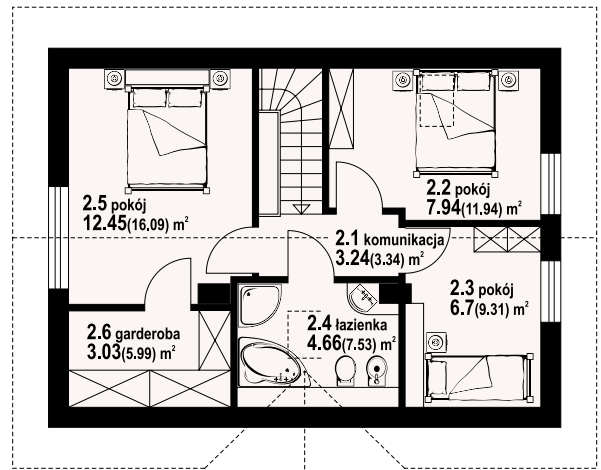 2.5 pokój
12.45(16.09) m²
2.2 pokój
7.94(11.94) m²
2.1 komunikacja
3.24(3.34) m²
2.3 pokój
6.7(9.31) m²
2.6 garderoba
3.03(5.99) m²
2.4 łazienka
4.66(7.53) m²